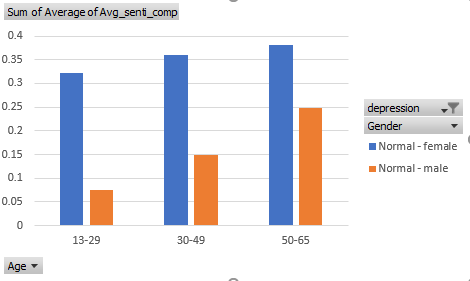 Sum of Average of Avg_senti_comp
0.4
0.35
0.3
0.25
0.2
0.15
0.1
0.05
0
13-29 30-49 50-65
depression
Gender
Normal - female
Normal - male
Age